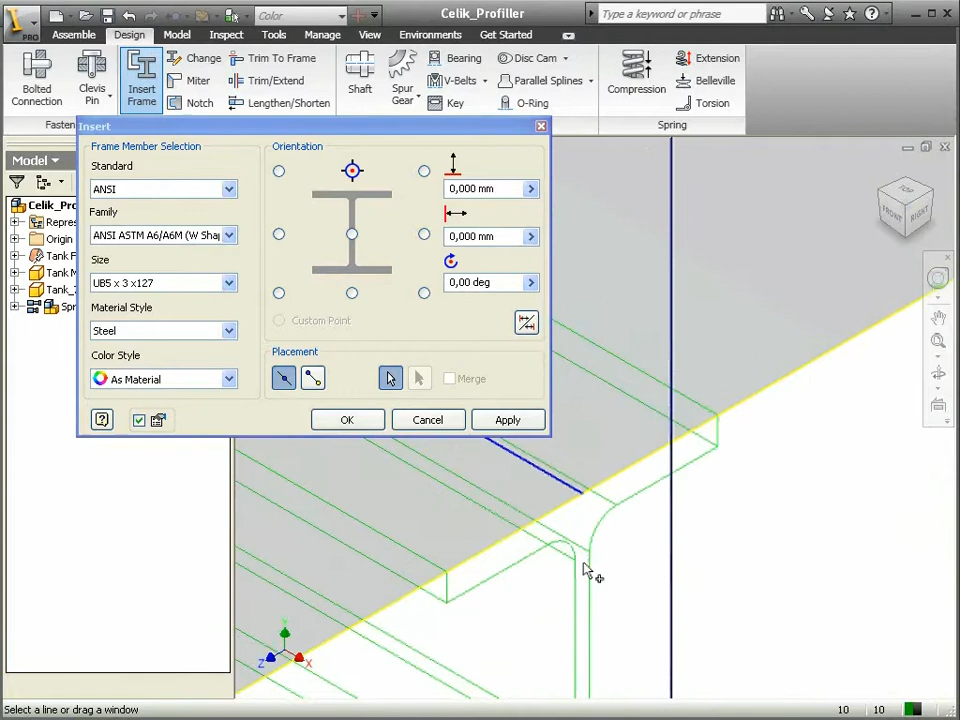 Color
Celik_Profiller
Type a keyword or phrase
PRO
Assemble
Design
Model
Inspect
Tools
Manage
View
Environments
Get Started
Bolted
Connection
Clevis
Pin
Insert
Frame
Change
Miter
Notch
Trim To Frame
Trim/Extend
Lengthen/Shorten
Shaft
Spur
Gear
Bearing
V-Belts
Key
Disc Cam
Parallel Splines
O-Ring
Compression
Extension
Belleville
Torsion
Fasten
Spring
Insert
Frame Member Selection
Standard
ANSI
Family
ANSI ASTM A6/A6M (W Shap
Size
UB5 x 3 x127
Material Style
Steel
Color Style
As Material
Orientation
0,000 mm
0,000 mm
0,00 deg
Custom Point
Placement
Merge
OK
Cancel
Apply
Model
Celik_Profi
Repres
Origin
Tank F
Tank M
Tank_
Spr
FRONT
RIGHT
Y
Z
X
Select a line or drag a window
10
10